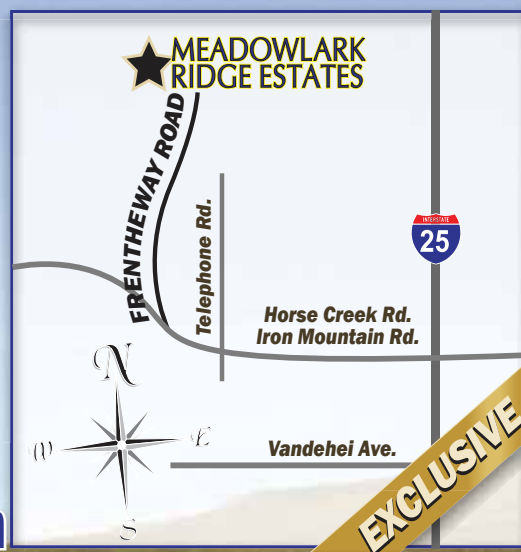 MEADOWLARK
RIDGE ESTATES
FRENTHEWAY ROAD
Telephone Rd.
INTERSTATE
25
Horse Creek Rd.
Iron Mountain Rd.
N
W
E
S
Vandehei Ave.
EXCLUSIVE